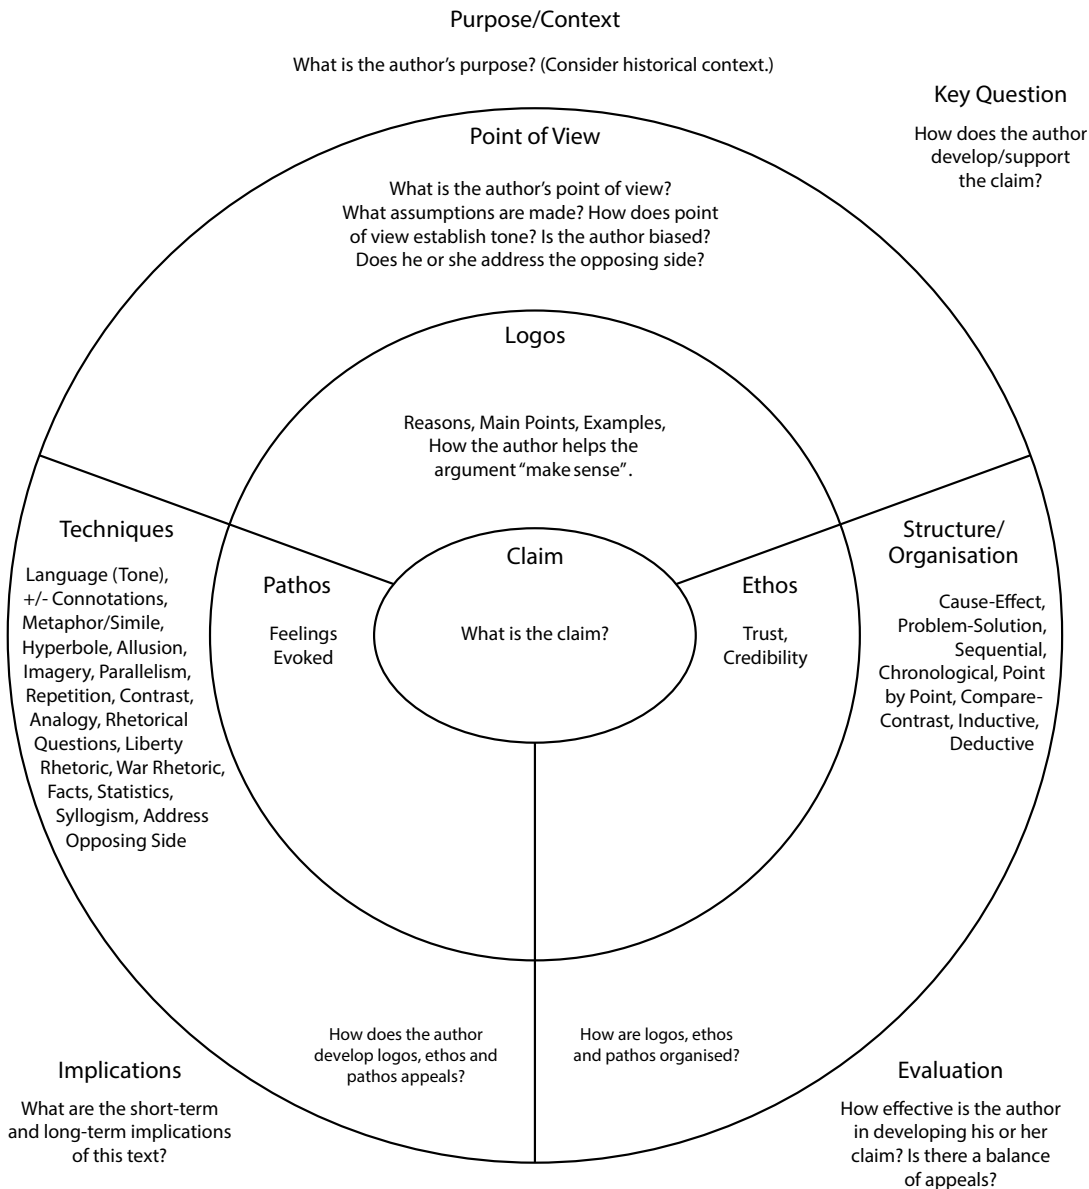 Purpose/Context
What is the author’s purpose? (Consider historical context.)
Key Question
How does the author
develop/support
the claim?
Point of View
What is the author’s point of view?
What assumptions are made? How does point
of view establish tone? Is the author biased?
Does he or she address the opposing side?
Logos
Reasons, Main Points, Examples,
How the author helps the
argument “make sense”.
Techniques
Language (Tone),
+/- Connotations,
Metaphor/Simile,
Hyperbole, Allusion,
Imagery, Parallelism,
Repetition, Contrast,
Analogy, Rhetorical
Questions, Liberty
Rhetoric, War Rhetoric,
Facts, Statistics,
Syllogism, Address
Opposing Side
Pathos
Feelings
Evoked
Claim
What is the claim?
Ethos
Trust,
Credibility
Structure/
Organisation
Cause-Effect,
Problem-Solution,
Sequential,
Chronological, Point
by Point, Compare-
Contrast, Inductive,
Deductive
How does the author
develop logos, ethos and
pathos appeals?
How are logos, ethos
and pathos organised?
Implications
What are the short-term
and long-term implications
of this text?
Evaluation
How effective is the author
in developing his or her
claim? Is there a balance
of appeals?